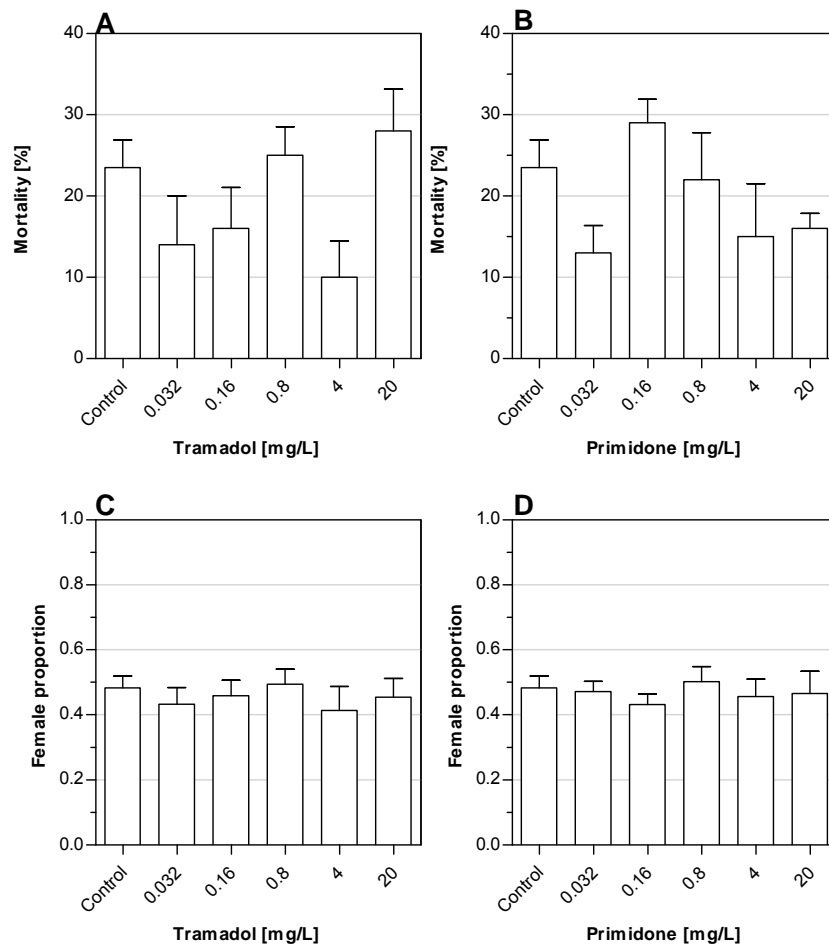 A
B
40
30
20
10
0
Mortality [%]
Control
0.032
0.16
0.8
4
20
Tramadol [mg/L]
40
30
20
10
0
Mortality [%]
Control
0.032
0.16
0.8
4
20
Primidone [mg/L]
C
D
1.0
0.8
0.6
0.4
0.2
0.0
Female proportion
Control
0.032
0.16
0.8
4
20
Tramadol [mg/L]
1.0
0.8
0.6
0.4
0.2
0.0
Female proportion
Control
0.032
0.16
0.8
4
20
Primidone [mg/L]